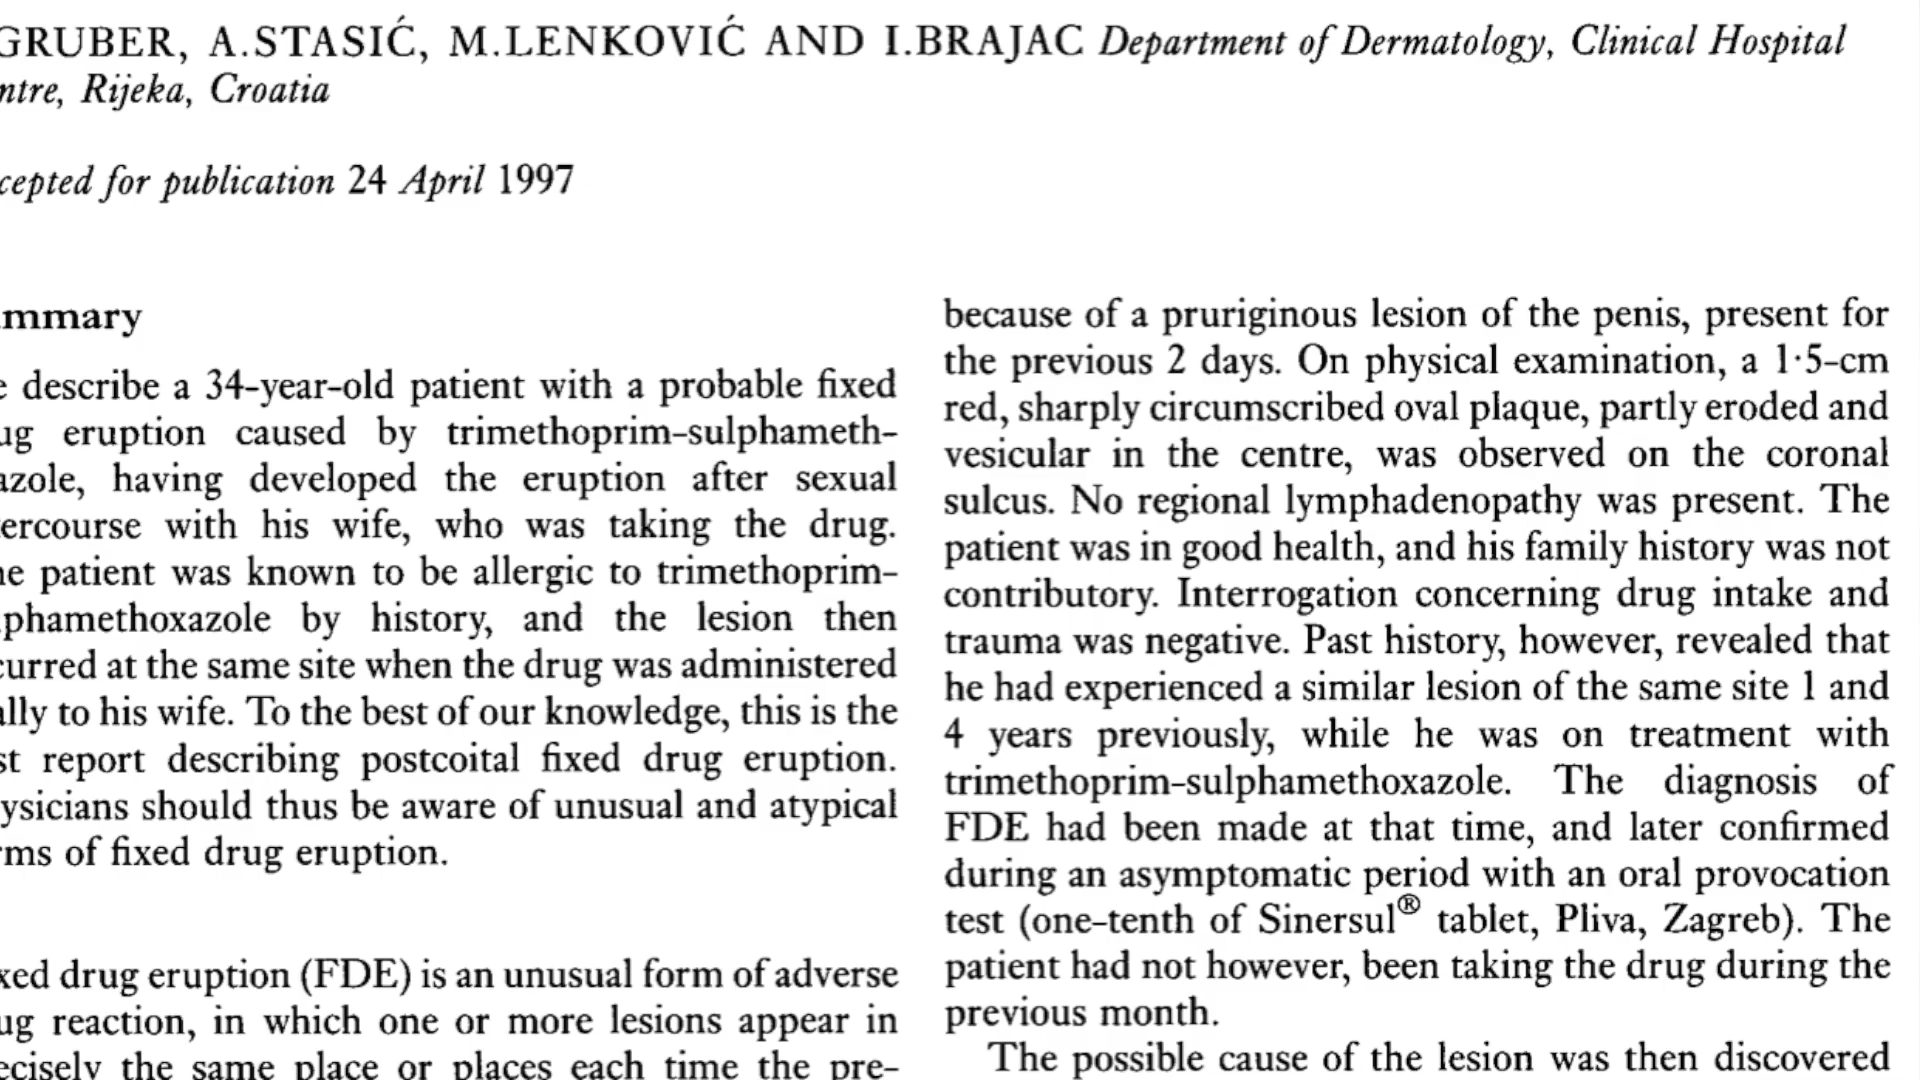 GRUBER, A.STASIĆ, M.LENKOVIĆ AND I.BRAJAC Department of Dermatology, Clinical Hospital
ntre, Rijeka, Croatia
cepted for publication 24 April 1997
mmary
e describe a 34-year-old patient with a probable fixed
ug eruption caused by trimethoprim-sulphameth-
azole, having developed the eruption after sexual
ercourse with his wife, who was taking the drug.
e patient was known to be allergic to trimethoprim-
phamethoxazole by history, and the lesion then
curred at the same site when the drug was administered
ally to his wife. To the best of our knowledge, this is the
st report describing postcoital fixed drug eruption.
ysicians should thus be aware of unusual and atypical
rms of fixed drug eruption.
xed drug eruption (FDE) is an unusual form of adverse
ug reaction, in which one or more lesions appear in
ecisely the same place or places each time the pre-
because of a pruriginous lesion of the penis, present for
the previous 2 days. On physical examination, a 1·5-cm
red, sharply circumscribed oval plaque, partly eroded and
vesicular in the centre, was observed on the coronal
sulcus. No regional lymphadenopathy was present. The
patient was in good health, and his family history was not
contributory. Interrogation concerning drug intake and
trauma was negative. Past history, however, revealed that
he had experienced a similar lesion of the same site 1 and
4 years previously, while he was on treatment with
trimethoprim-sulphamethoxazole. The diagnosis of
FDE had been made at that time, and later confirmed
during an asymptomatic period with an oral provocation
test (one-tenth of Sinersul® tablet, Pliva, Zagreb). The
patient had not however, been taking the drug during the
previous month.
The possible cause of the lesion was then discovered